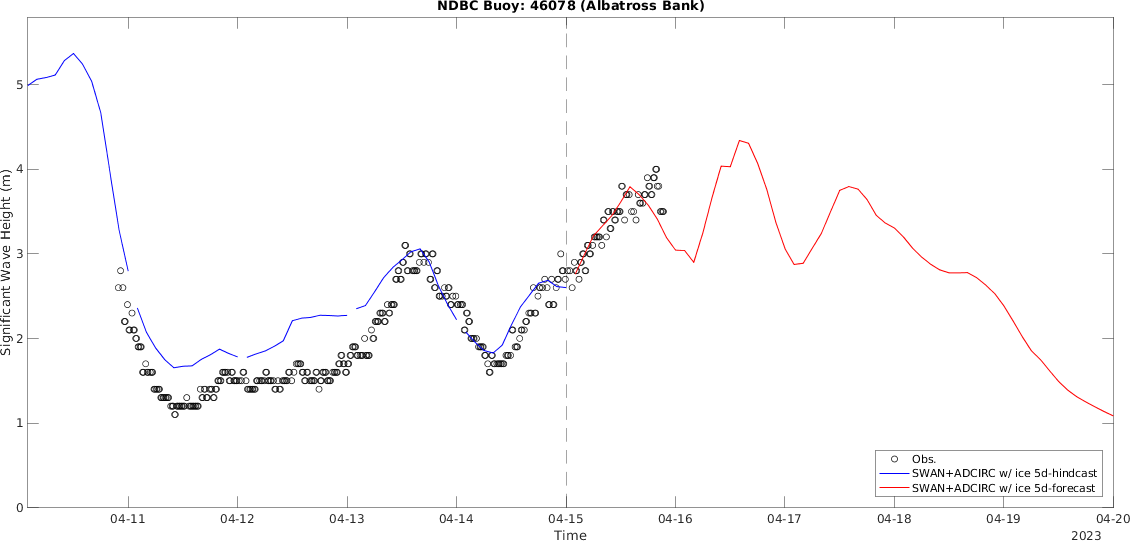 NDBC Buoy: 46078 (Albatross Bank)
Significant Wave Height (m)
5
4
3
2
1
0
Obs.
SWAN+ADCIRC w/ ice 5d-hindcast
SWAN+ADCIRC w/ ice 5d-forecast
04-11 04-12 04-13 04-14 04-15 04-16 04-17 04-18 04-19 04-20
Time
2023